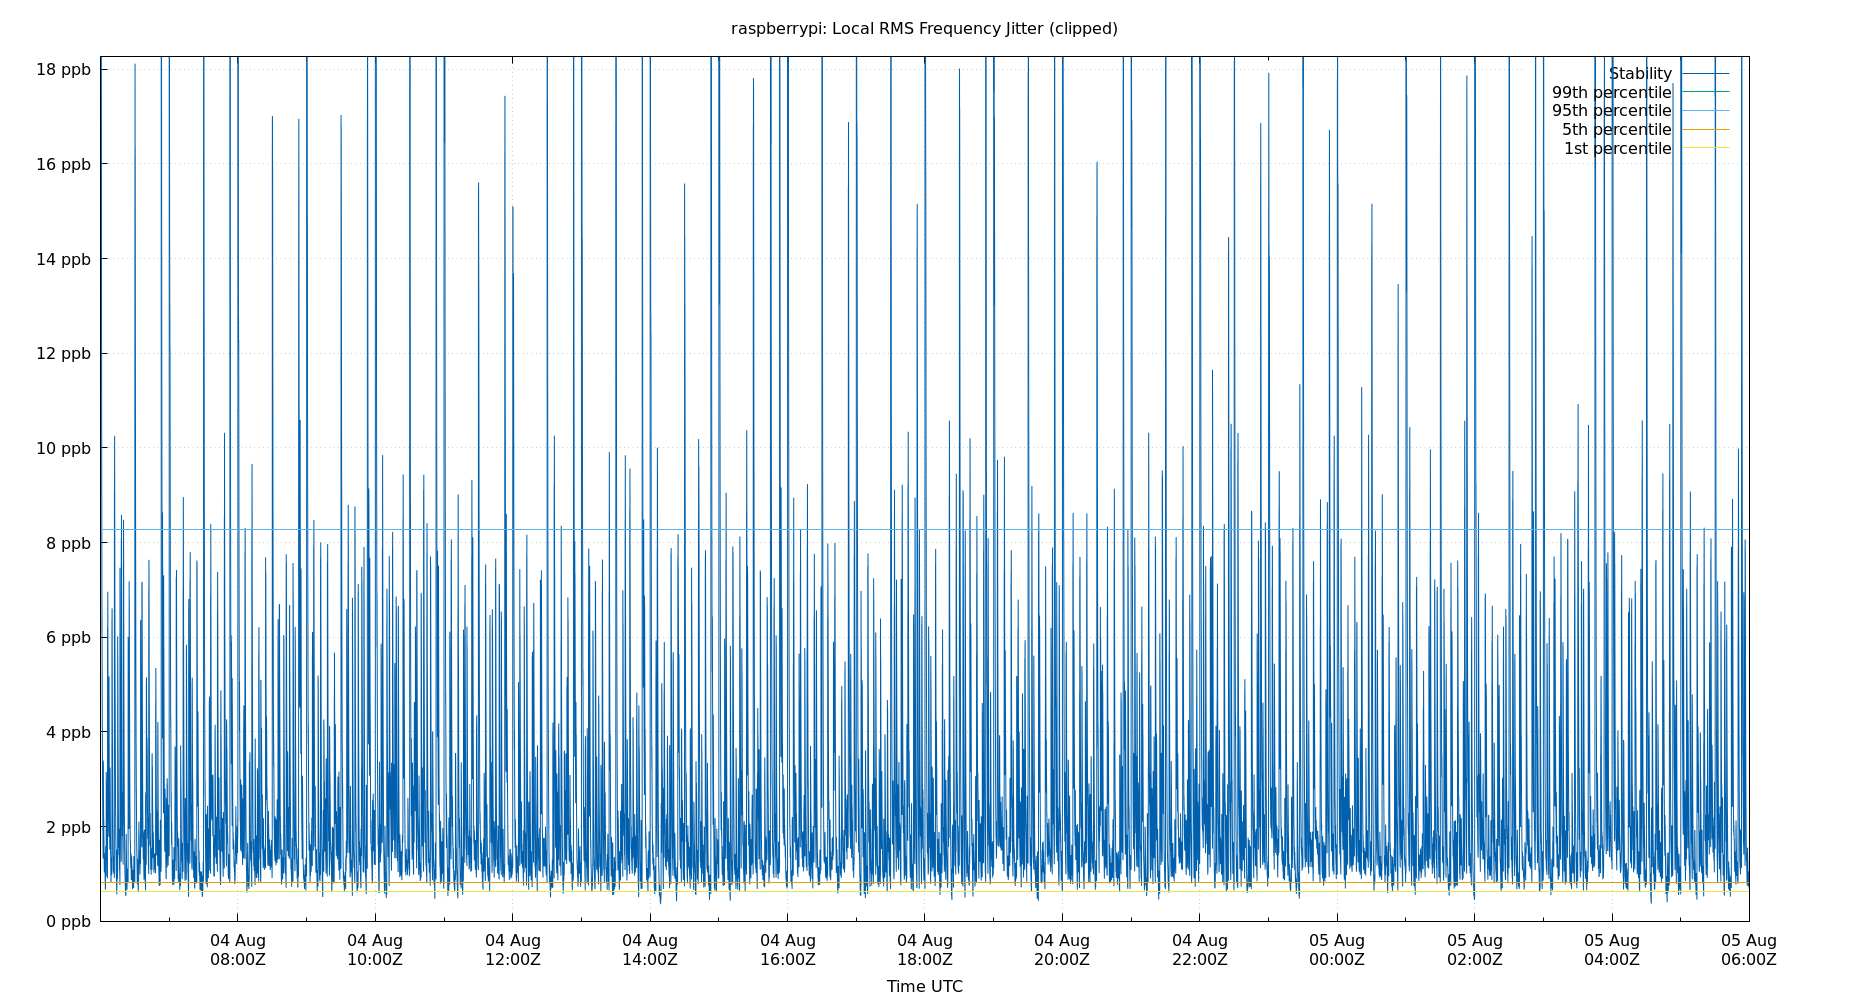 raspberrypi: Local RMS Frequency Jitter (clipped)
18 ppb
16 ppb
14 ppb
12 ppb
10 ppb
8 ppb
6 ppb
4 ppb
2 ppb
0 ppb
Stability
99th percentile
95th percentile
5th percentile
1st percentile
04 Aug 04 Aug 04 Aug 04 Aug 04 Aug 04 Aug 04 Aug 04 Aug 05 Aug 05 Aug 05 Aug 05 Aug
08:00Z 10:00Z 12:00Z 14:00Z 16:00Z 18:00Z 20:00Z 22:00Z 00:00Z 02:00Z 04:00Z 06:00Z
Time UTC